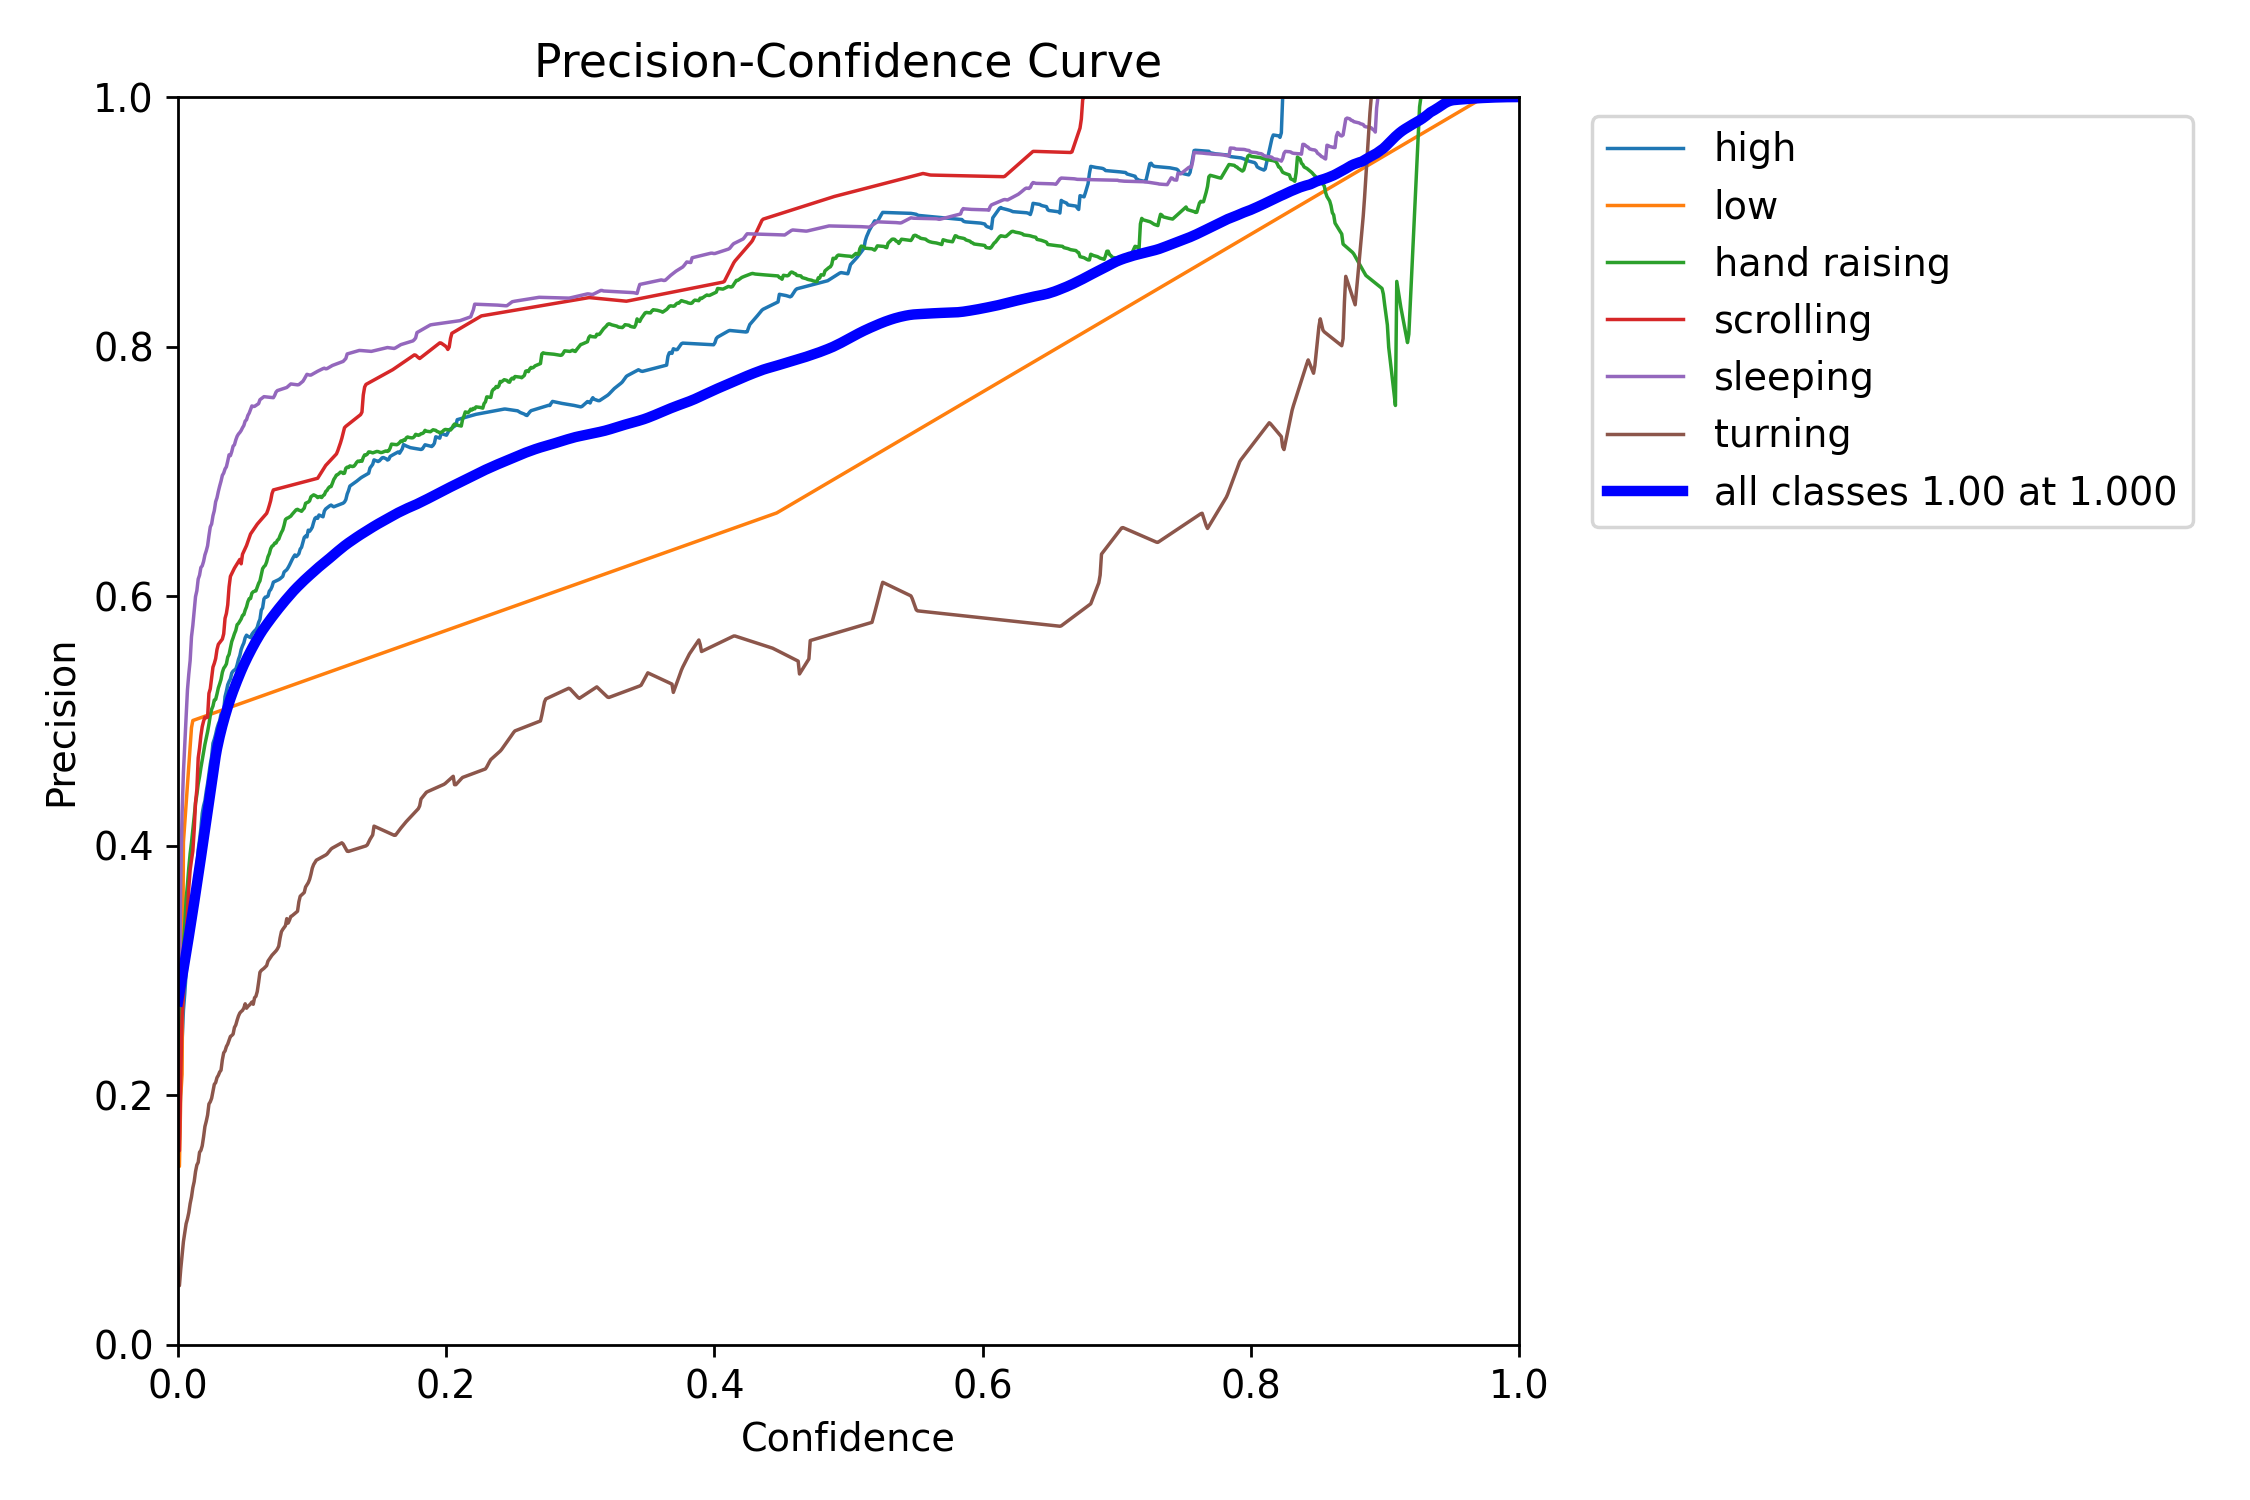 Precision-Confidence Curve
1.0
0.8
0.6
0.4
0.2
0.0
Precision
0.0 0.2 0.4 0.6 0.8 1.0
Confidence
high
low
hand raising
scrolling
sleeping
turning
all classes 1.00 at 1.000